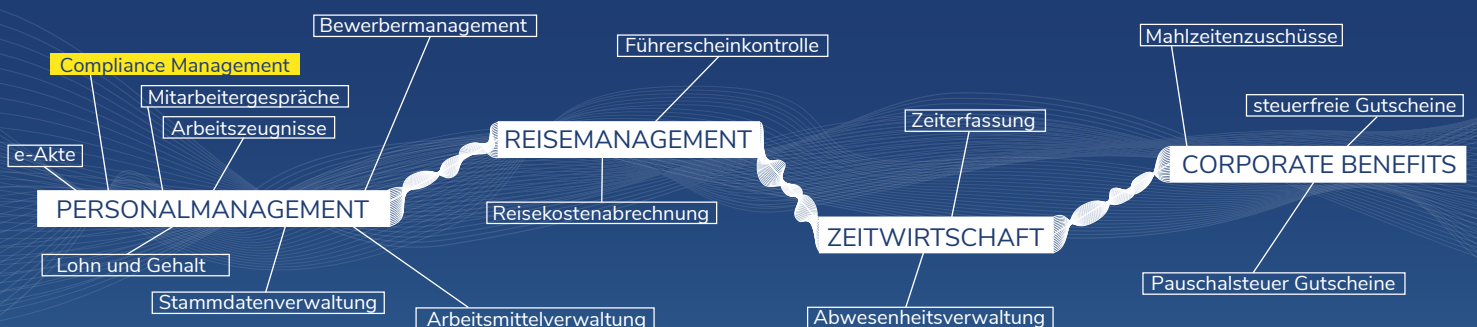 Bewerbermanagement
Compliance Management
Mitarbeitergespräche
Arbeitszeugnisse
e-Akte
PERSONALMANAGEMENT
Lohn und Gehalt
Stammdatenverwaltung
Arbeitsmittelverwaltung
Führerscheinkontrolle
REISEMANAGEMENT
Reisekostenabrechnung
Zeiterfassung
ZEITWIRTSCHAFT
Abwesenheitsverwaltung
Mahlzeitenzuschüsse
steuerfreie Gutscheine
CORPORATE BENEFITS
Pauschalsteuer Gutscheine